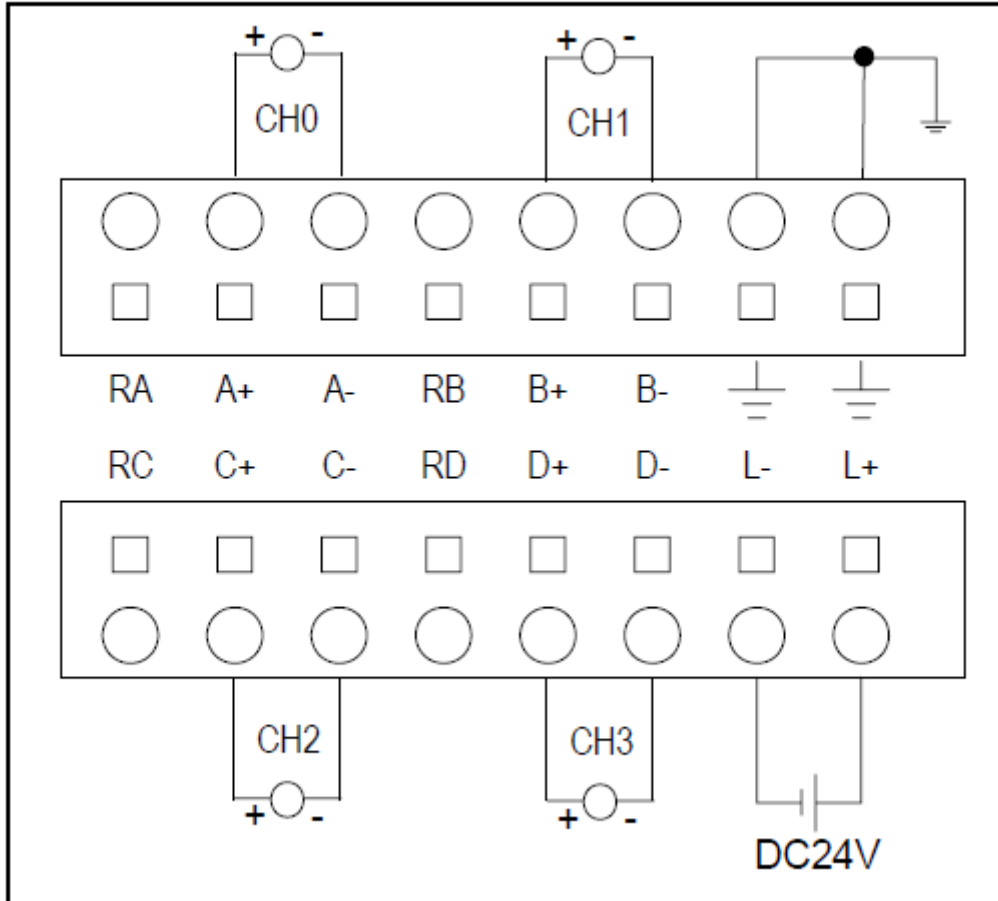 + - + -
CH0 CH1
RA A+ A- RB B+ B-
RC C+ C- RD D+ D- L- L+
CH2 CH3
+ - + -
DC24V